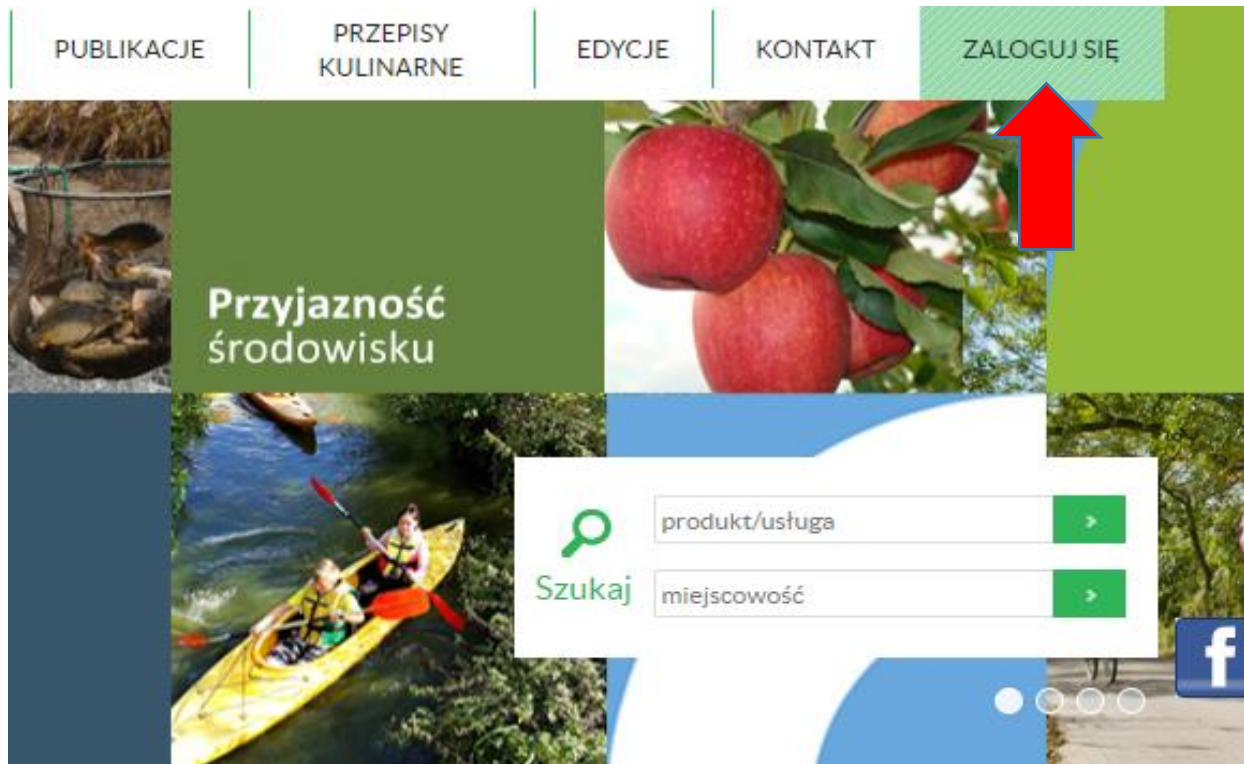 PUBLIKACJE
PRZEPISY
KULINARNE
EDYCJE
KONTAKT
ZALOGUJ SIĘ
Przyjazność
środowisku
Szukaj
produkt/usługa
miejscowość
f